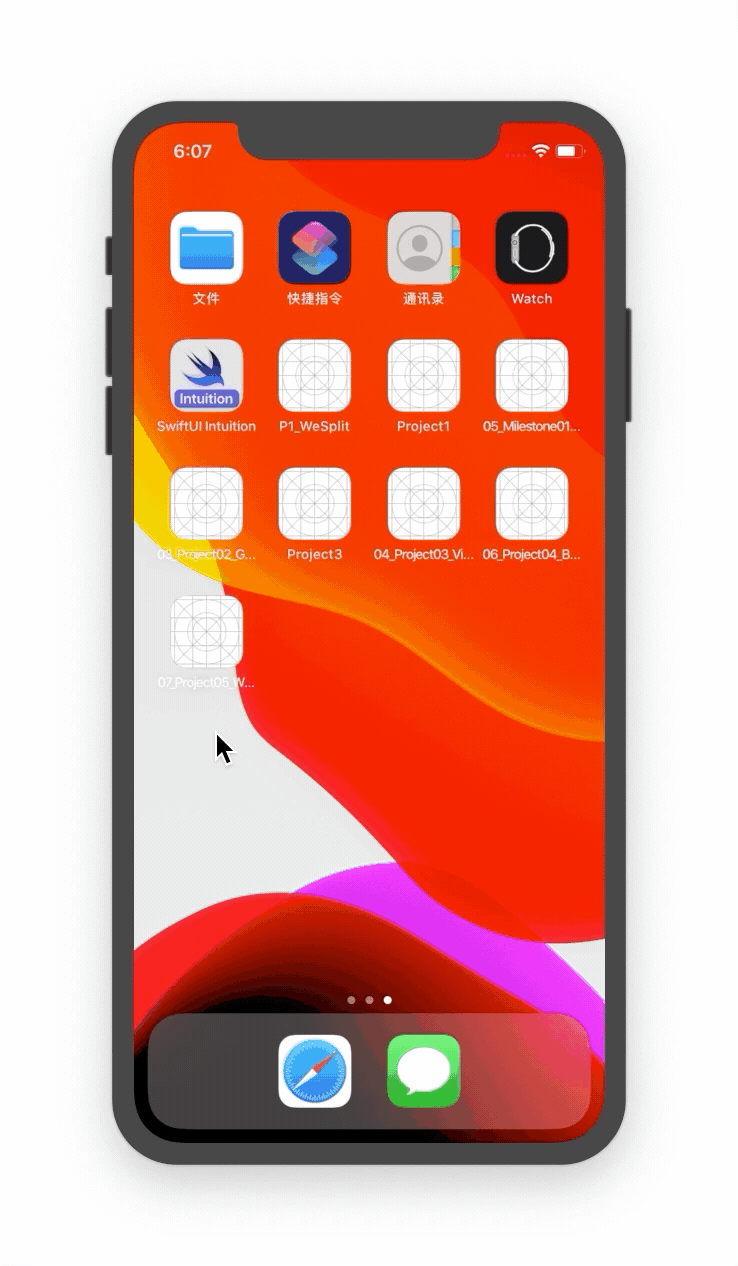 6:07
文件
快捷指令
通讯录
Watch
Intuition
SwiftUI Intuition
P1_WeSplit
Project1
05_Milestone01...
03_Project02_G...
Project3
04_Project03_Vi...
06_Project04_B...
07_Project05_W...